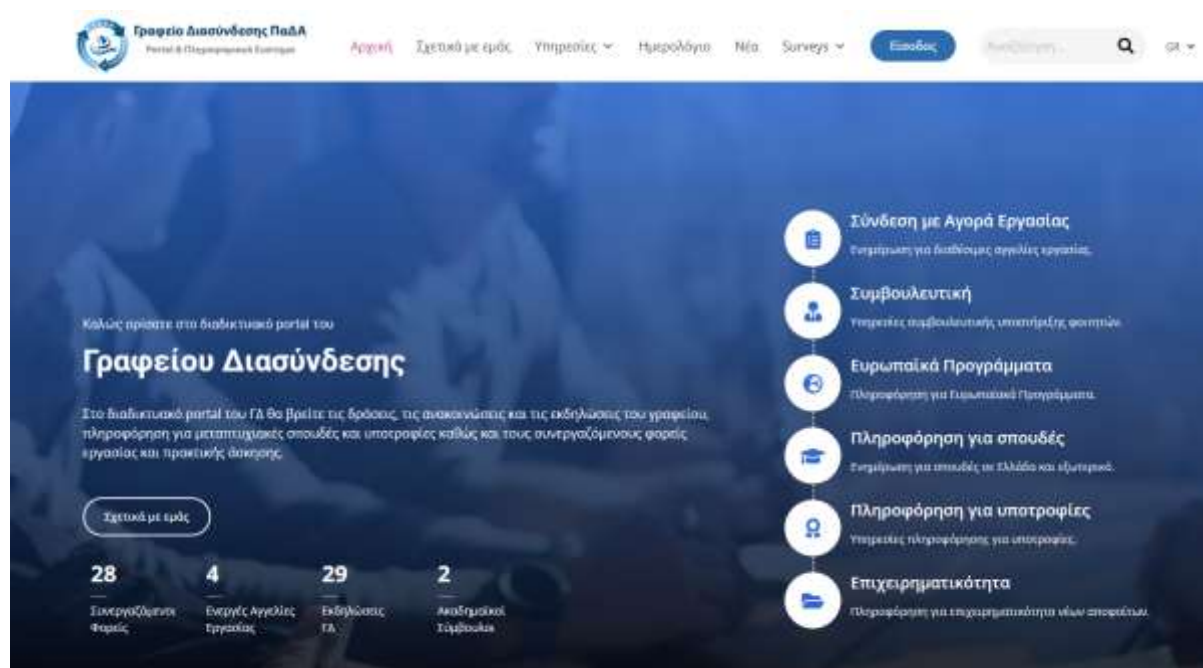 Γραφείο Διασύνδεσης ΠαΔΑ
Portal & Πληροφοριακό Σύστημα
Αρχική Σχετικά με εμάς Υπηρεσίες Ημερολόγιο Νέα Surveys Είσοδος Αναζήτηση... GR
Καλώς ορίσατε στο διαδικτυακό portal του
Γραφείου Διασύνδεσης
Στο διαδικτυακό portal του ΓΔ θα βρείτε τις δράσεις, τις ανακοινώσεις και τις εκδηλώσεις του γραφείου,
πληροφόρηση για μεταπτυχιακές σπουδές και υποτροφίες καθώς και τους συνεργαζόμενους φορείς
εργασίας και πρακτικής άσκησης.
Σχετικά με εμάς
28 4 29 2
Συνεργαζόμενοι Ενεργές Αγγελίες Εκδηλώσεις Ακαδημαϊκοί
Φορείς Εργασίας ΓΔ Σύμβουλοι
Σύνδεση με Αγορά Εργασίας
Ενημέρωση για διαθέσιμες αγγελίες εργασίας.
Συμβουλευτική
Υπηρεσίες συμβουλευτικής υποστήριξης φοιτητών.
Ευρωπαϊκά Προγράμματα
Πληροφόρηση για Ευρωπαϊκά Προγράμματα.
Πληροφόρηση για σπουδές
Ενημέρωση για σπουδές σε Ελλάδα και εξωτερικό.
Πληροφόρηση για υποτροφίες
Υπηρεσίες πληροφόρησης για υποτροφίες.
Επιχειρηματικότητα
Πληροφόρηση για επιχειρηματικότητα νέων αποφοίτων.